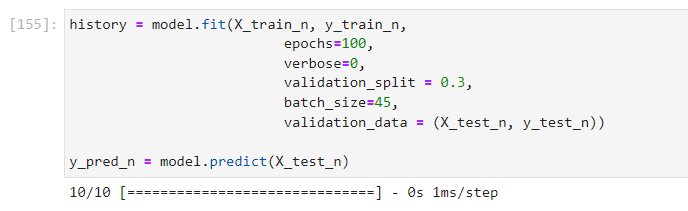 [155]: history = model.fit(X_train_n, y_train_n,
epochs=100,
verbose=0,
validation_split = 0.3,
batch_size=45,
validation_data = (X_test_n, y_test_n))
y_pred_n = model.predict(X_test_n)
10/10 [==============================] - 0s 1ms/step